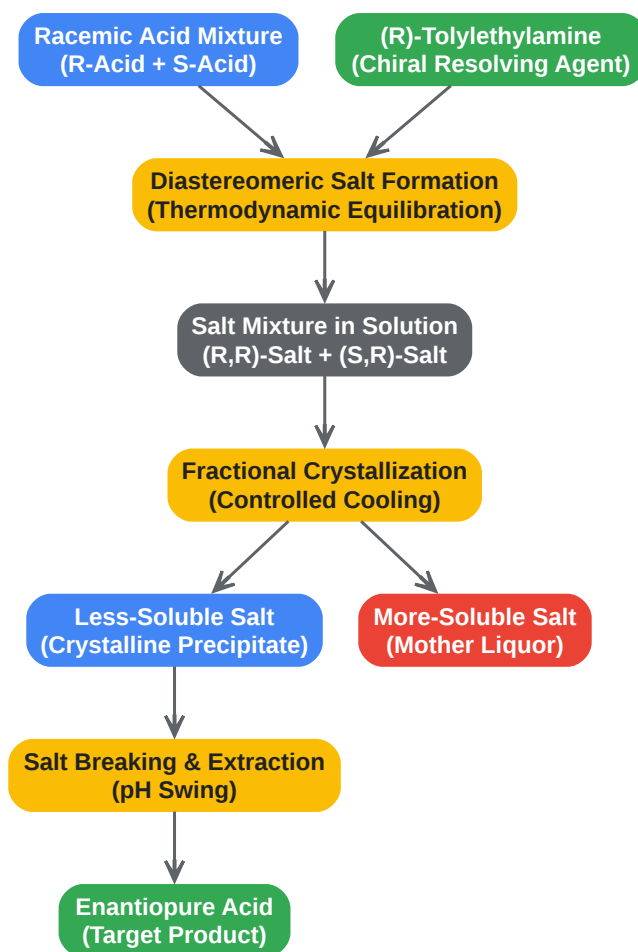 Racemic Acid Mixture
(R-Acid + S-Acid)
(R)-Tolylethylamine
(Chiral Resolving Agent)
Diastereomeric Salt Formation
(Thermodynamic Equilibration)
Salt Mixture in Solution
(R,R)-Salt + (S,R)-Salt
Fractional Crystallization
(Controlled Cooling)
Less-Soluble Salt
(Crystalline Precipitate)
More-Soluble Salt
(Mother Liquor)
Salt Breaking & Extraction
(pH Swing)
Enantiopure Acid
(Target Product)